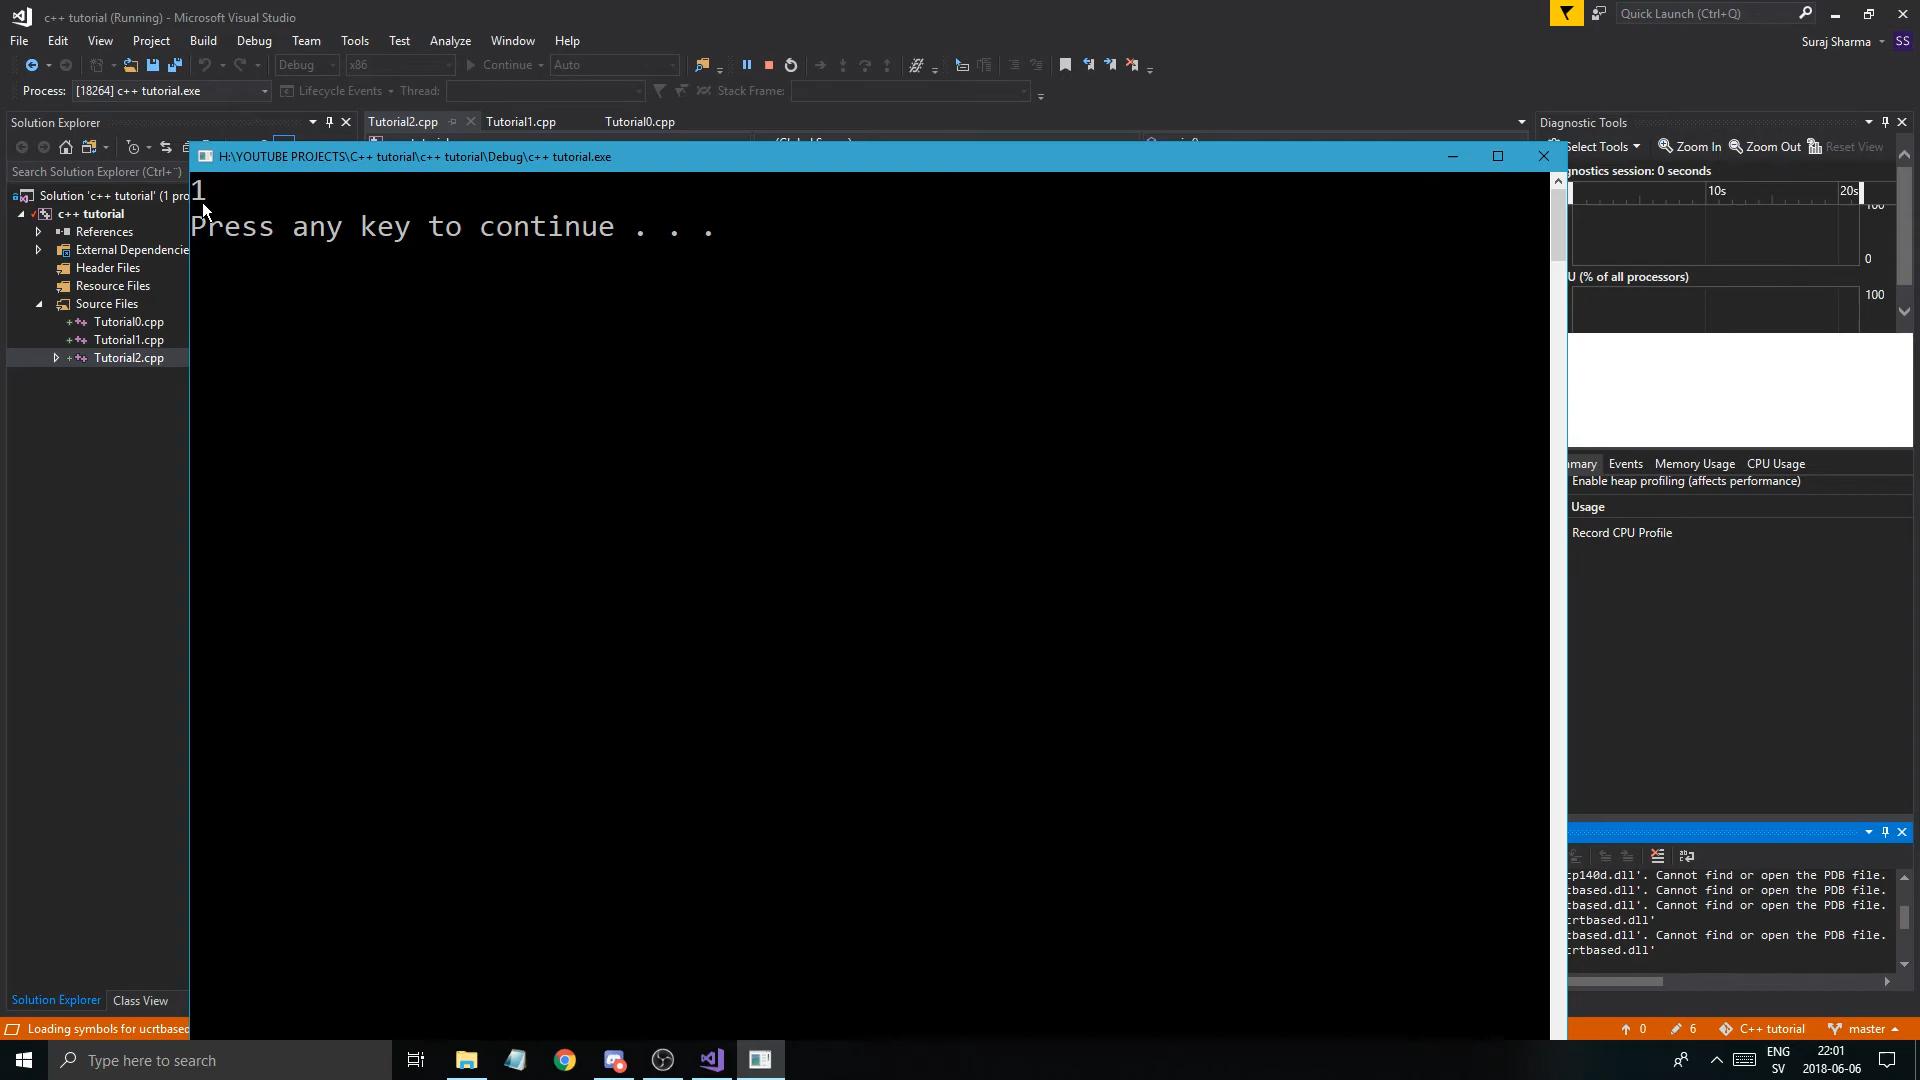 c++ tutorial (Running) - Microsoft Visual Studio
Quick Launch (Ctrl+Q)
File Edit View Project Build Debug Team Tools Test Analyze Window Help
Suraj Sharma SS
Debug x86 Continue Auto
Process: [18264] c++ tutorial.exe Lifecycle Events Thread: Stack Frame:
Solution Explorer
Tutorial2.cpp Tutorial1.cpp Tutorial0.cpp
Diagnostic Tools
Select Tools Zoom In Zoom Out Reset View
Search Solution Explorer (Ctrl+¨)
H:\YOUTUBE PROJECTS\C++ tutorial\c++ tutorial\Debug\c++ tutorial.exe
gnostics session: 0 seconds
10s 20s
100
0
Solution 'c++ tutorial' (1 pro
c++ tutorial
References
External Dependencie
Header Files
Resource Files
Source Files
Tutorial0.cpp
Tutorial1.cpp
Tutorial2.cpp
1
Press any key to continue . . .
U (% of all processors)
100
mmary Events Memory Usage CPU Usage
Enable heap profiling (affects performance)
Usage
Record CPU Profile
cp140d.dll'. Cannot find or open the PDB file.
tbased.dll'. Cannot find or open the PDB file.
tbased.dll'. Cannot find or open the PDB file.
crtbased.dll'
tbased.dll'. Cannot find or open the PDB file.
crtbased.dll'
Solution Explorer Class View
Loading symbols for ucrtbased
0 6 C++ tutorial master
Type here to search
ENG
SV
22:01
2018-06-06